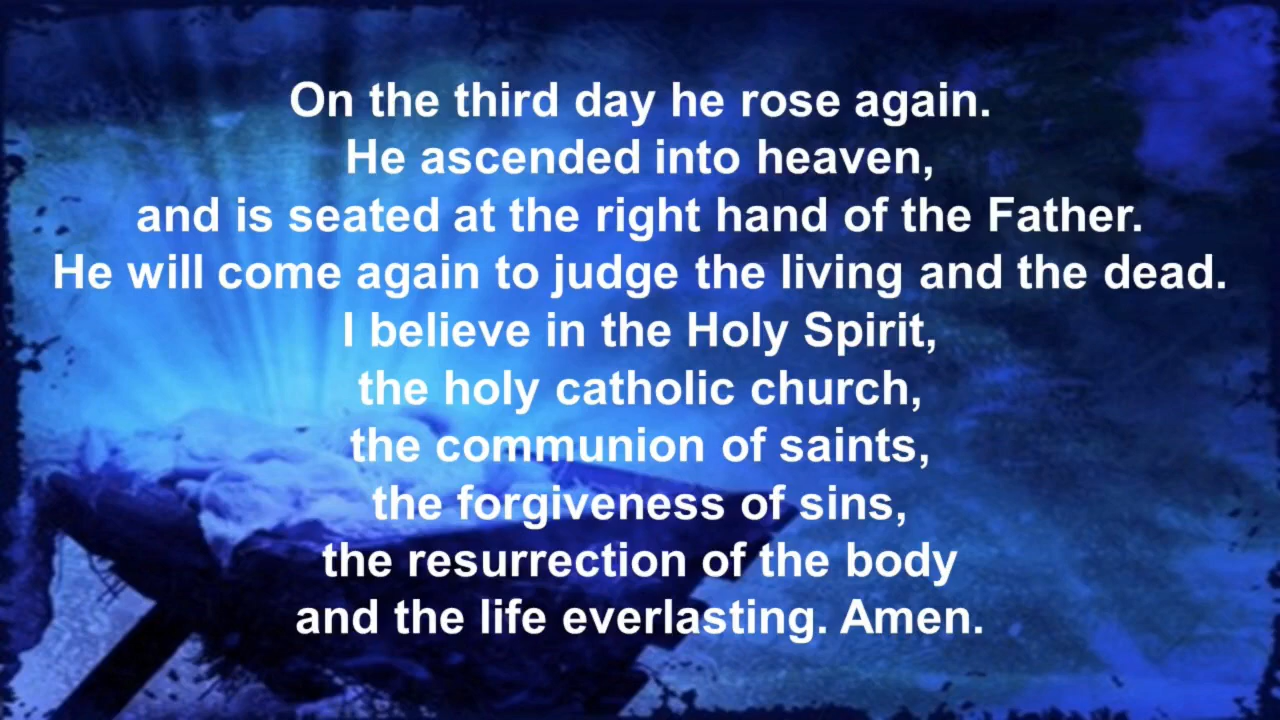 On the third day he rose again.
He ascended into heaven,
and is seated at the right hand of the Father.
He will come again to judge the living and the dead.
I believe in the Holy Spirit,
the holy catholic church,
the communion of saints,
the forgiveness of sins,
the resurrection of the body
and the life everlasting. Amen.